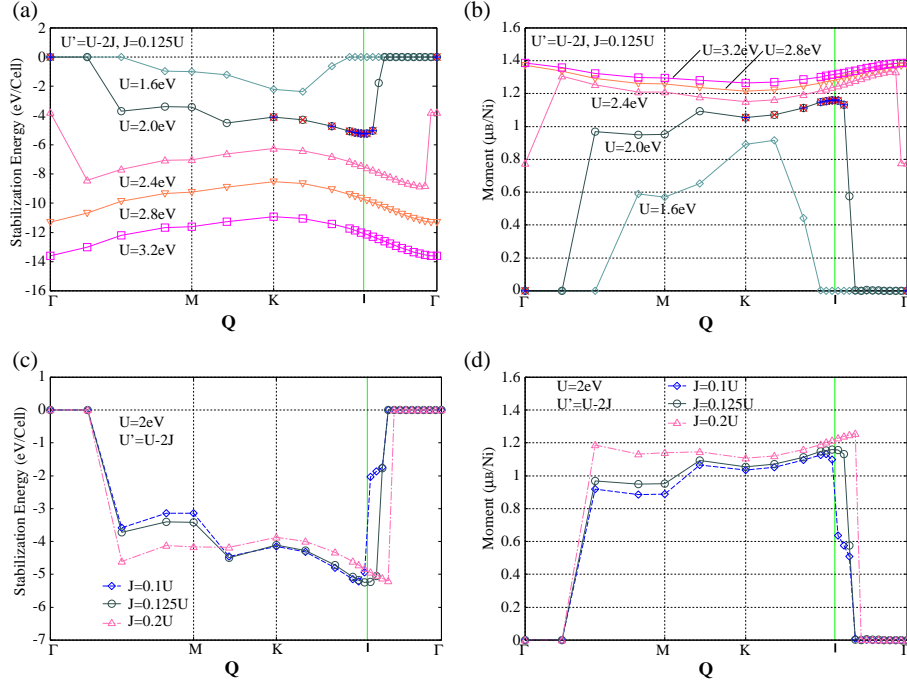 (a)
U'=U-2J, J=0.125U
U=1.6eV
U=2.0eV
U=2.4eV
U=2.8eV
U=3.2eV
Stabilization Energy (eV/Cell)
2
0
-2
-4
-6
-8
-10
-12
-14
-16
Γ
M
K
I
Γ
Q
(b)
U'=U-2J, J=0.125U
U=3.2eV
U=2.8eV
U=2.4eV
U=2.0eV
U=1.6eV
Moment (μB/Ni)
1.6
1.4
1.2
1
0.8
0.6
0.4
0.2
0
Γ
M
K
I
Γ
Q
(c)
U=2eV
U'=U-2J
J=0.1U
J=0.125U
J=0.2U
Stabilization Energy (eV/Cell)
1
0
-1
-2
-3
-4
-5
-6
-7
Γ
M
K
I
Γ
Q
(d)
U=2eV
U'=U-2J
J=0.1U
J=0.125U
J=0.2U
Moment (μB/Ni)
1.6
1.4
1.2
1
0.8
0.6
0.4
0.2
0
Γ
M
K
I
Γ
Q